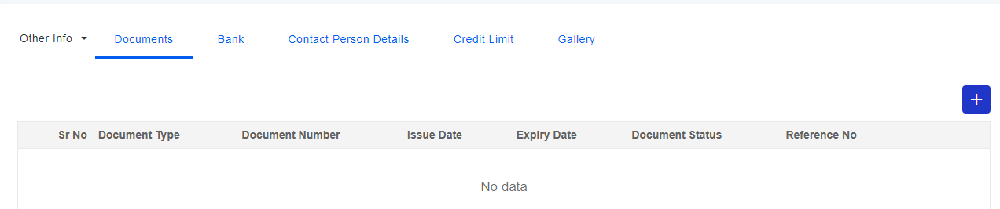 Other Info Documents Bank Contact Person Details Credit Limit Gallery
+
Sr No Document Type Document Number Issue Date Expiry Date Document Status Reference No
No data